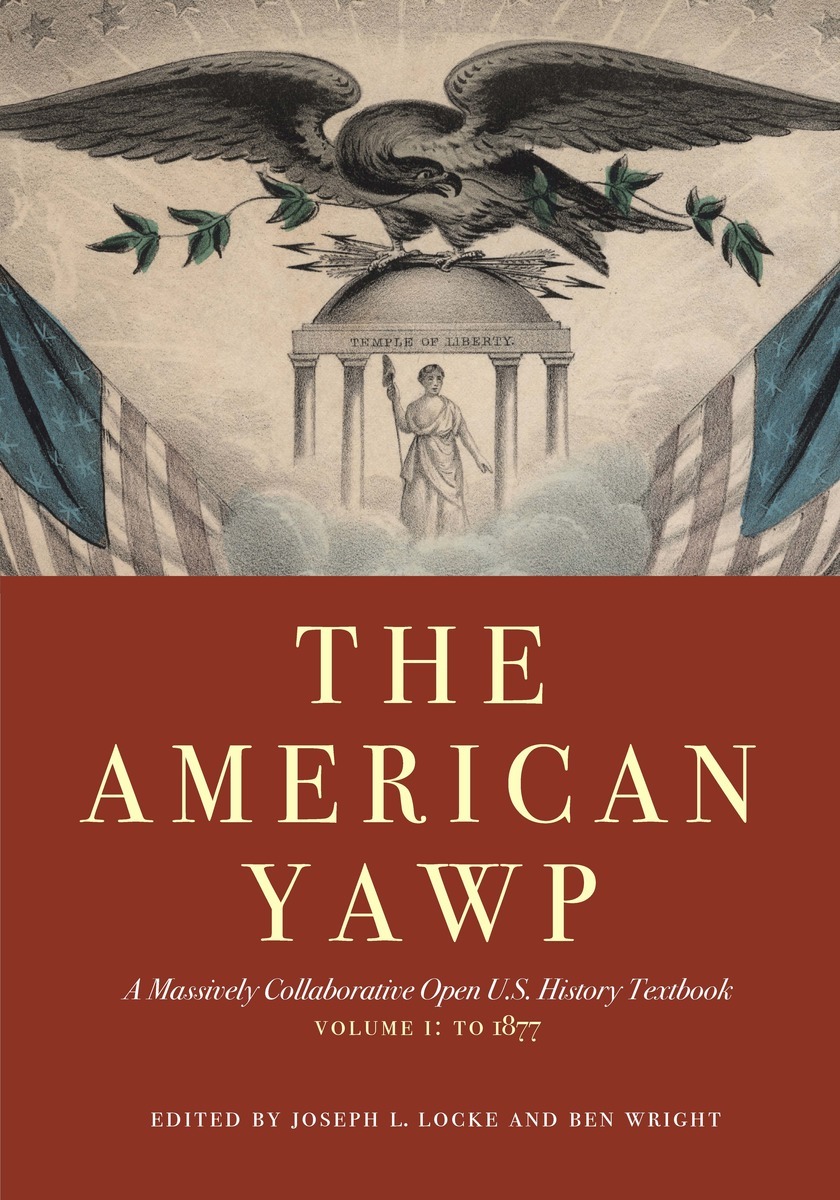 TEMPLE OF LIBERTY.
THE
AMERICAN
YAWP
A Massively Collaborative Open U.S. History Textbook
VOLUME I: TO 1877
EDITED BY JOSEPH L. LOCKE AND BEN WRIGHT